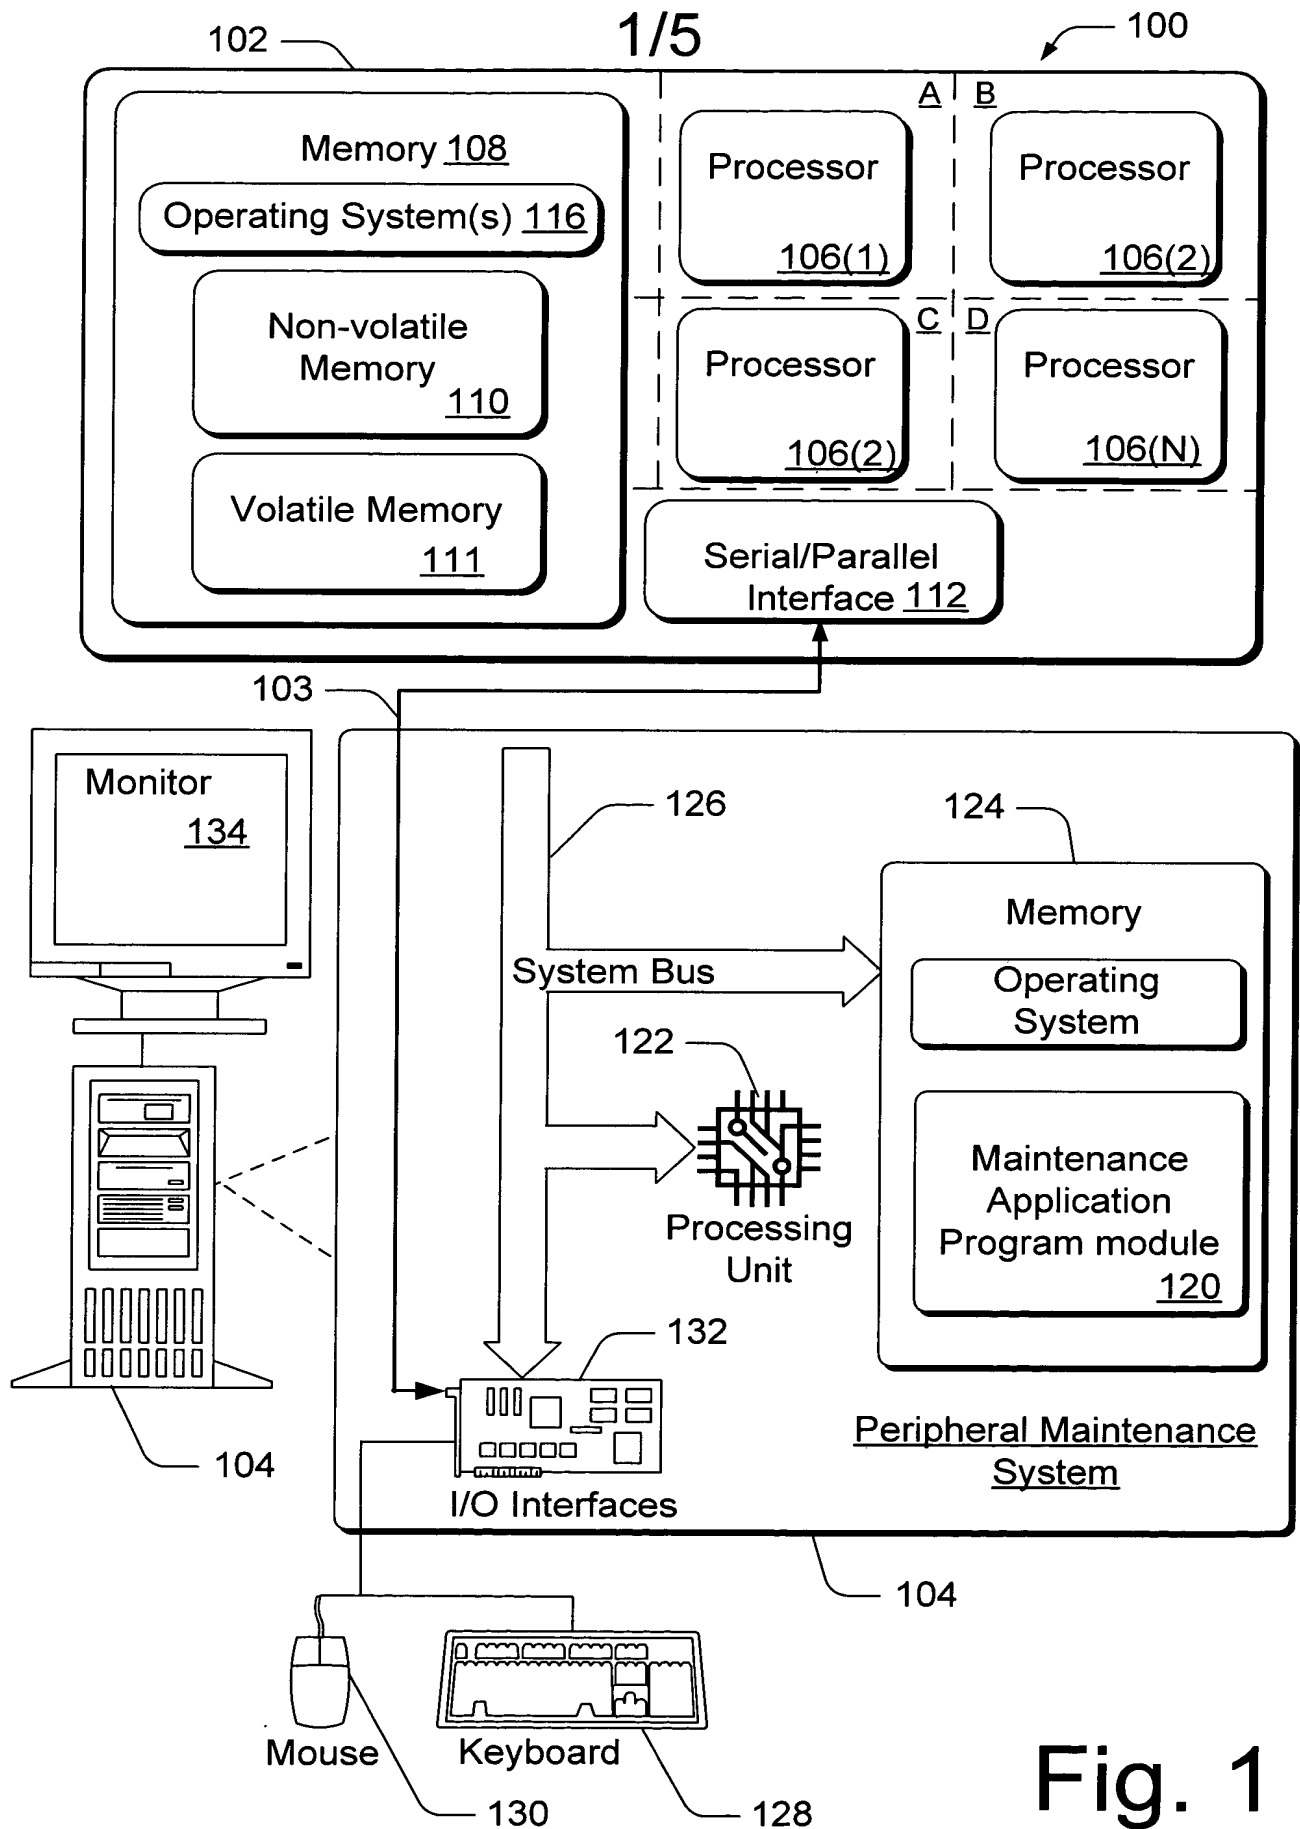 1/5
100
102
Memory 108
Operating System(s) 116
Non-volatile
Memory
110
Volatile Memory
111
A
Processor
106(1)
B
Processor
106(2)
C
Processor
106(2)
D
Processor
106(N)
Serial/Parallel
Interface 112
103
Monitor
134
126
124
Memory
System Bus
Operating
System
122
Processing
Unit
Maintenance
Application
Program module
120
132
I/O Interfaces
Peripheral Maintenance
System
104
104
Mouse
Keyboard
130
128
Fig. 1